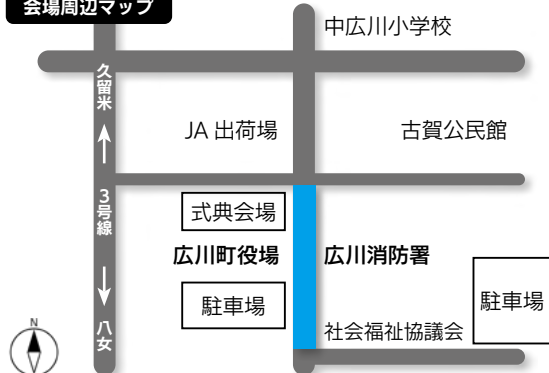 会場周辺マップ
中広川小学校
久留米
JA 出荷場
古賀公民館
3号線
式典会場
広川町役場
広川消防署
駐車場
駐車場
社会福祉協議会
八女
N